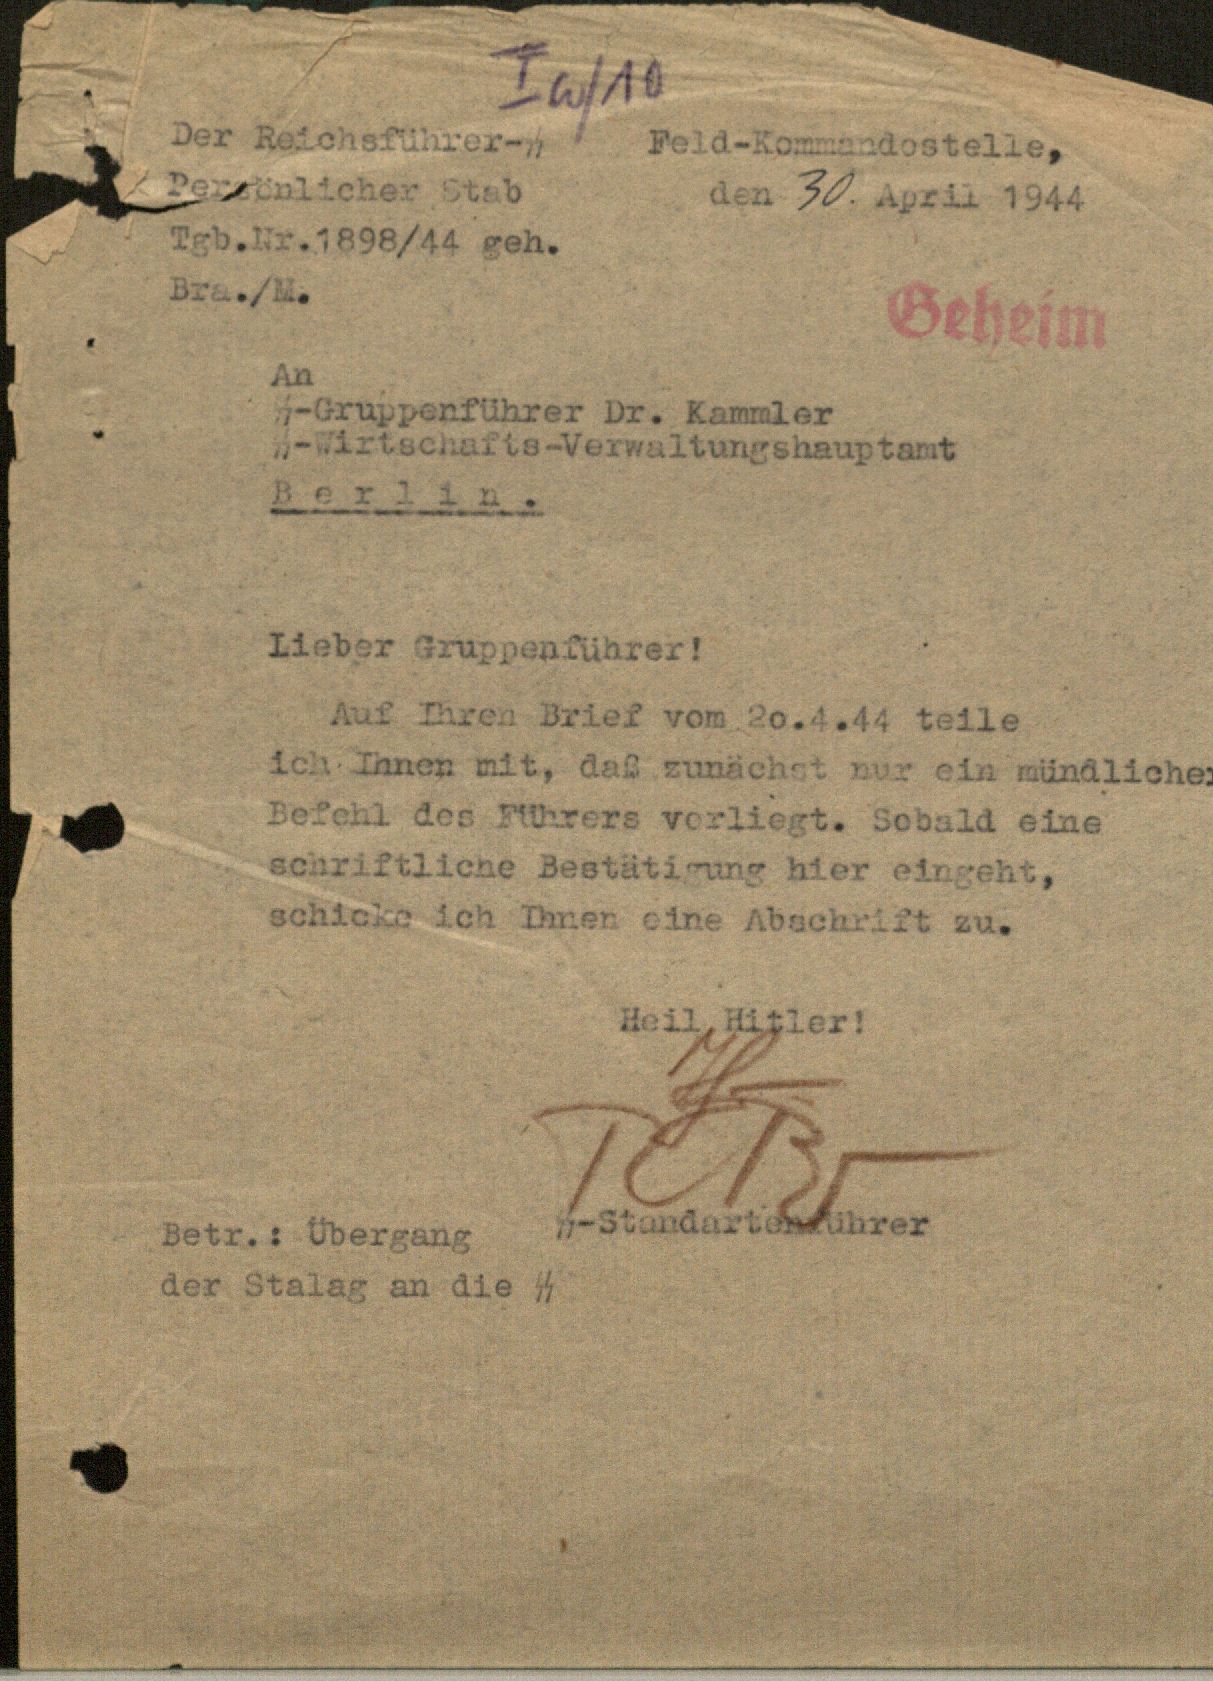 I w/10
Der Reichsführer-SS
Persönlicher Stab
Tgb.Nr.1898/44 geh.
Bra./M.
Feld-Kommandostelle,
den 30. April 1944
Geheim
An
SS-Gruppenführer Dr. Kammler
SS-Wirtschafts-Verwaltungshauptamt
Berlin.
Lieber Gruppenführer!
Auf Ihren Brief vom 2o.4.44 teile
ich Ihnen mit, daß zunächst nur ein mündlicher
Befehl des Führers vorliegt. Sobald eine
schriftliche Bestätigung hier eingeht,
schicke ich Ihnen eine Abschrift zu.
Heil Hitler!
SS-Standartenführer
Betr.: Übergang
der Stalag an die SS